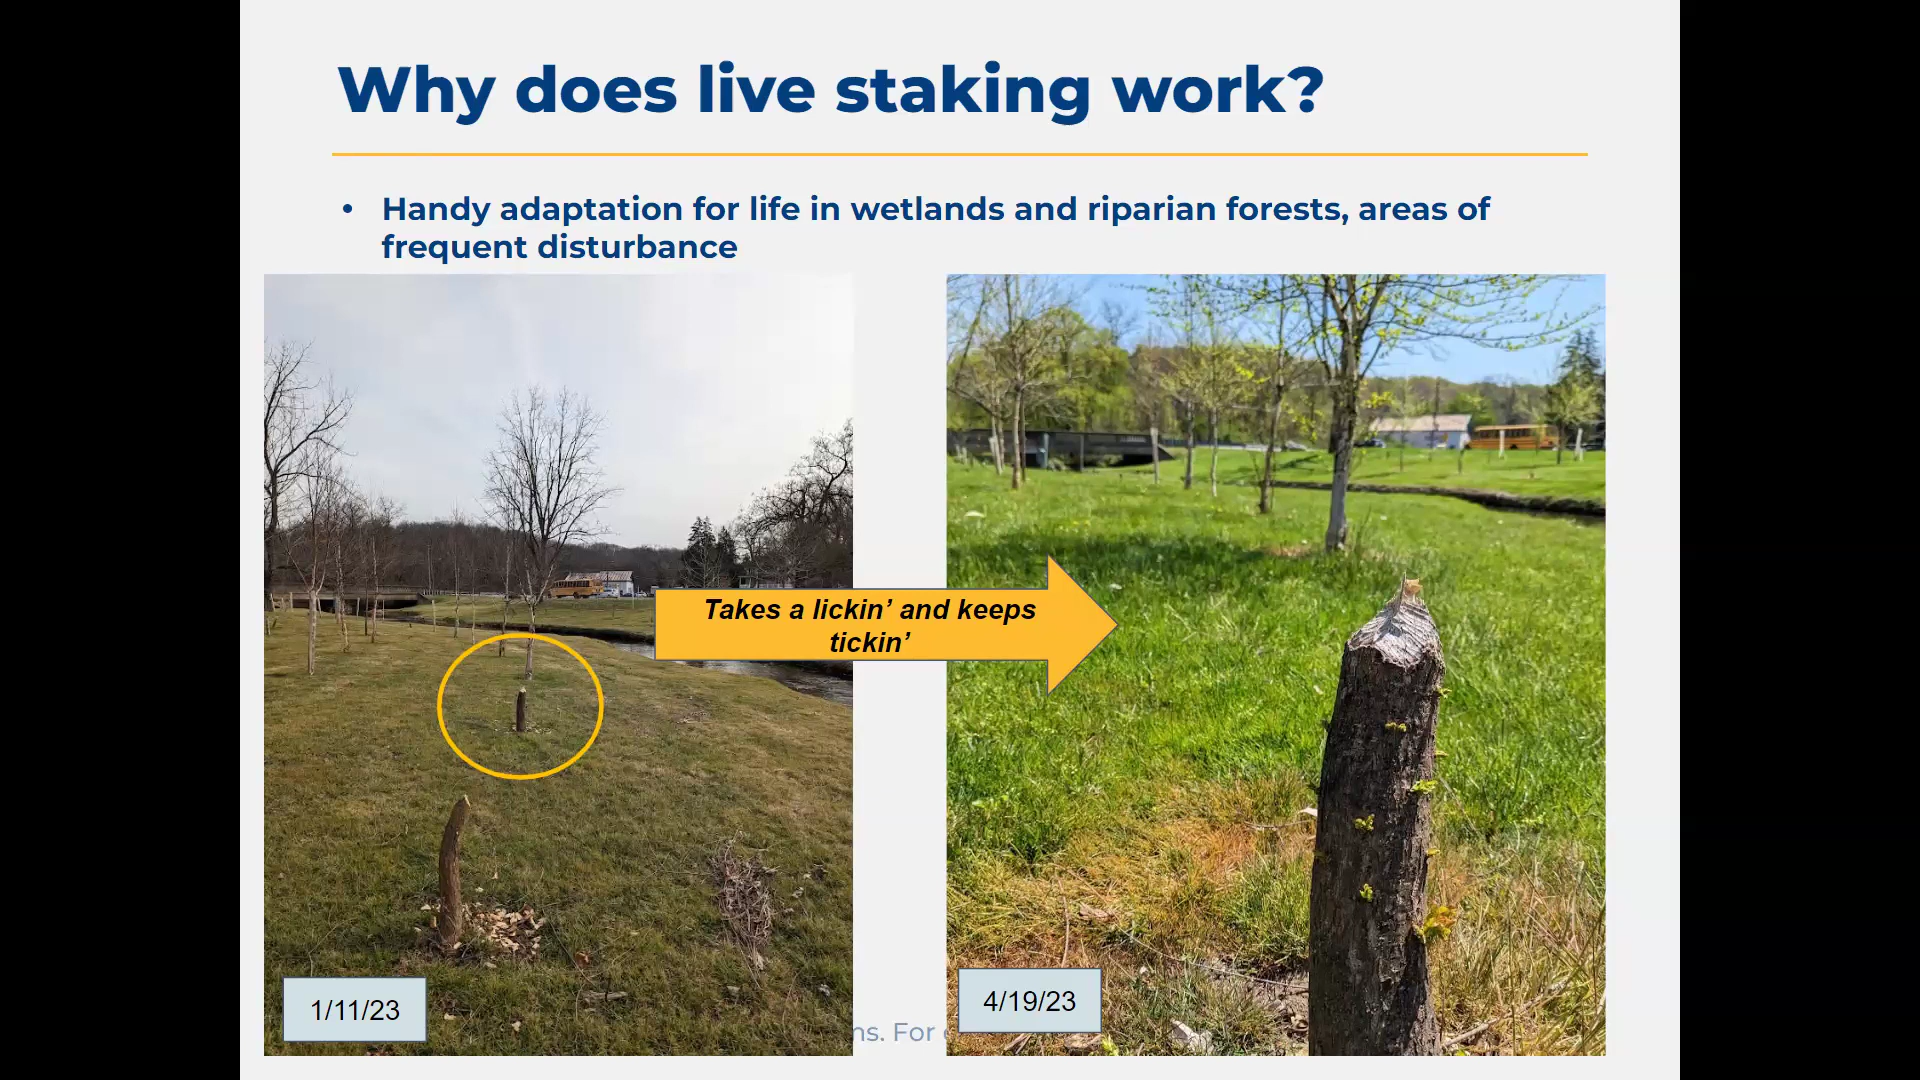 Why does live staking work?
• Handy adaptation for life in wetlands and riparian forests, areas of
frequent disturbance
Takes a lickin’ and keeps
tickin’
1/11/23
4/19/23
For